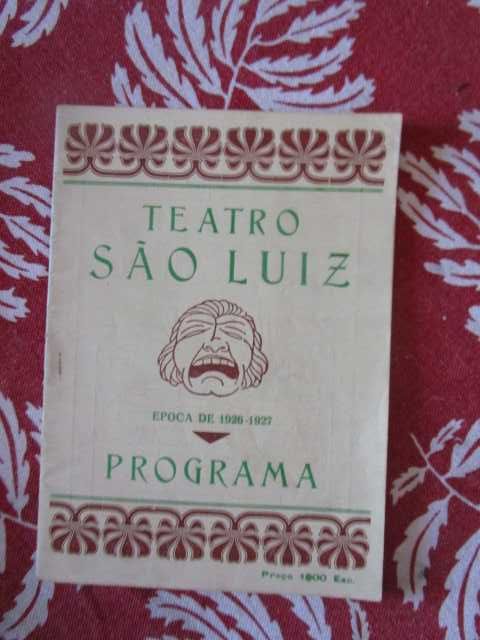 TEATRO
SÃO LUIZ
EPOCA DE 1926-1927
PROGRAMA
Preço 1$00 Esc.